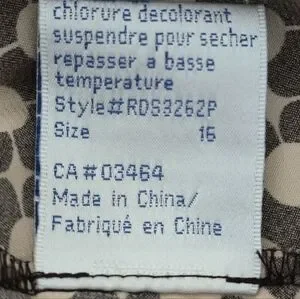 chlorure decolorant
suspendre pour secher
repasser a basse
temperature
Style#RDS3262P
Size 16
CA#03464
Made in China/
Fabriqué en Chine